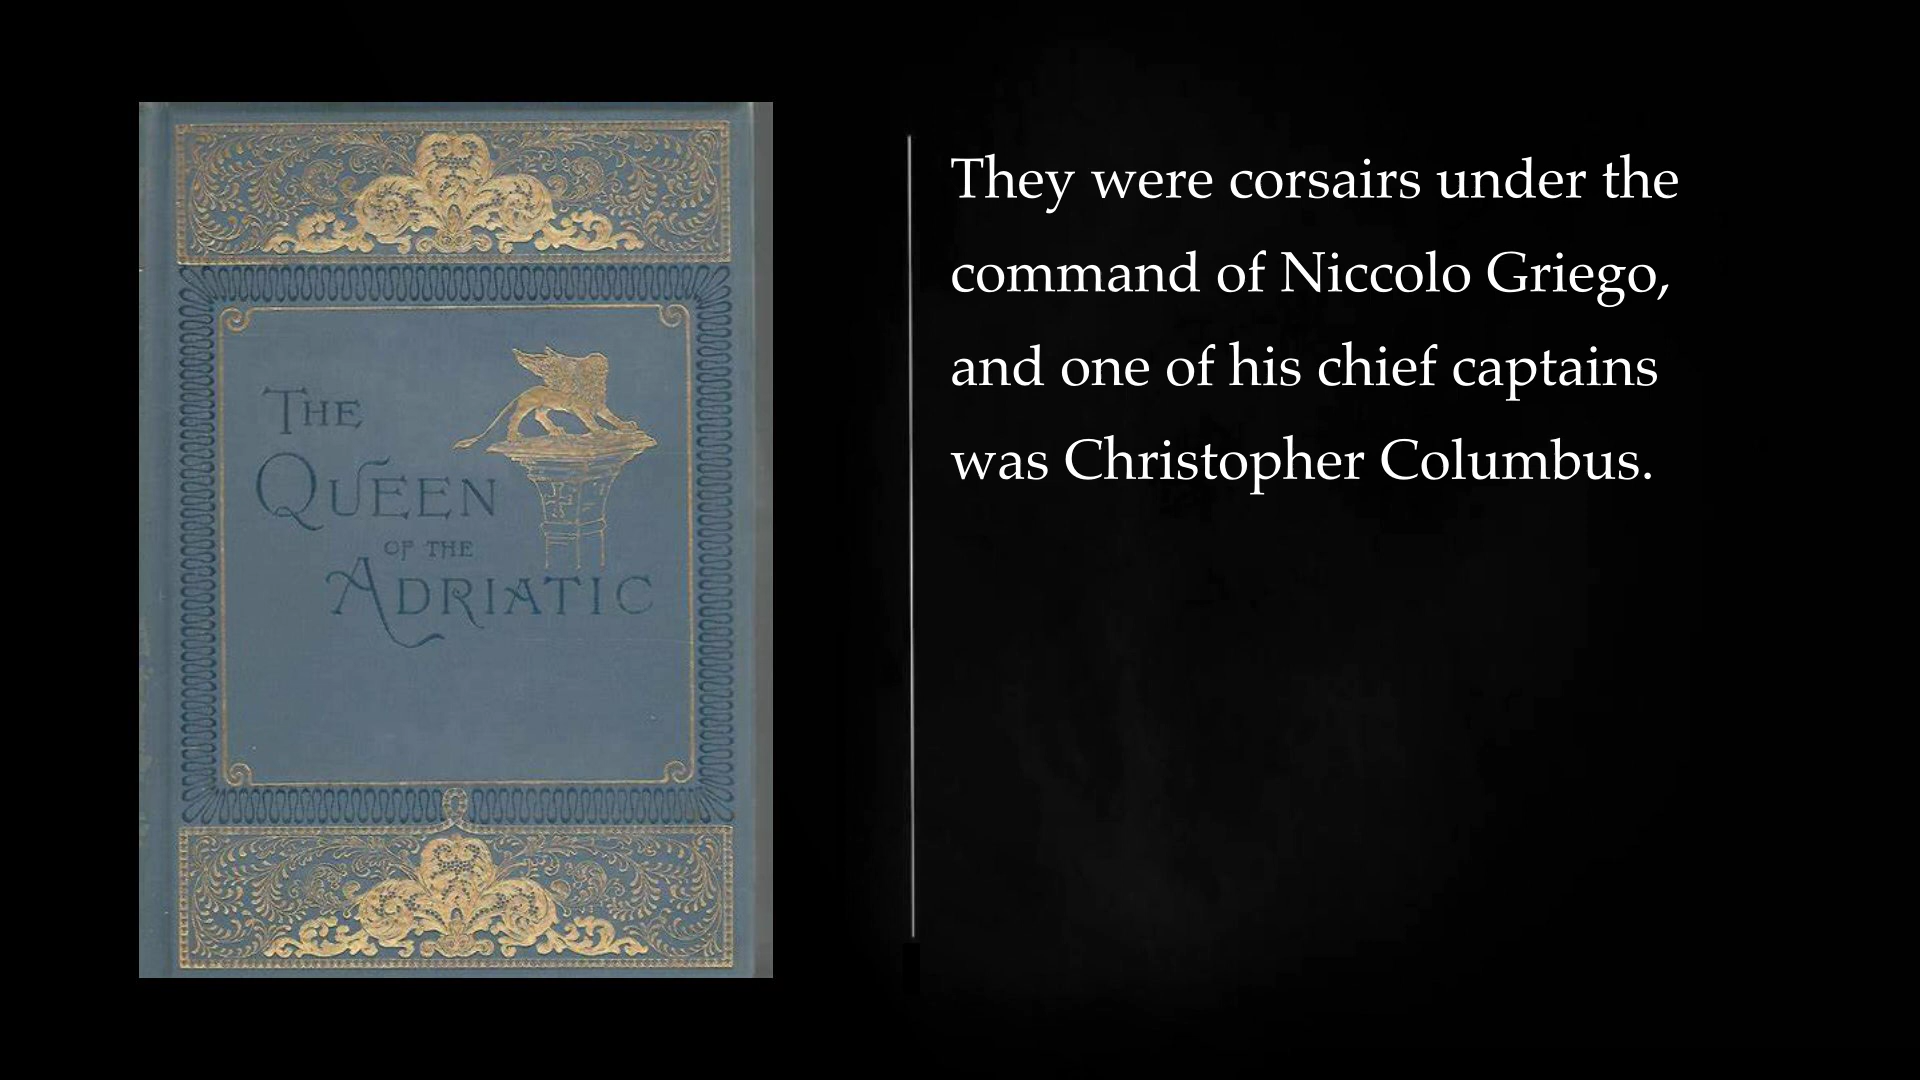 THE
QUEEN
OF THE
ADRIATIC
They were corsairs under the
command of Niccolo Griego,
and one of his chief captains
was Christopher Columbus.